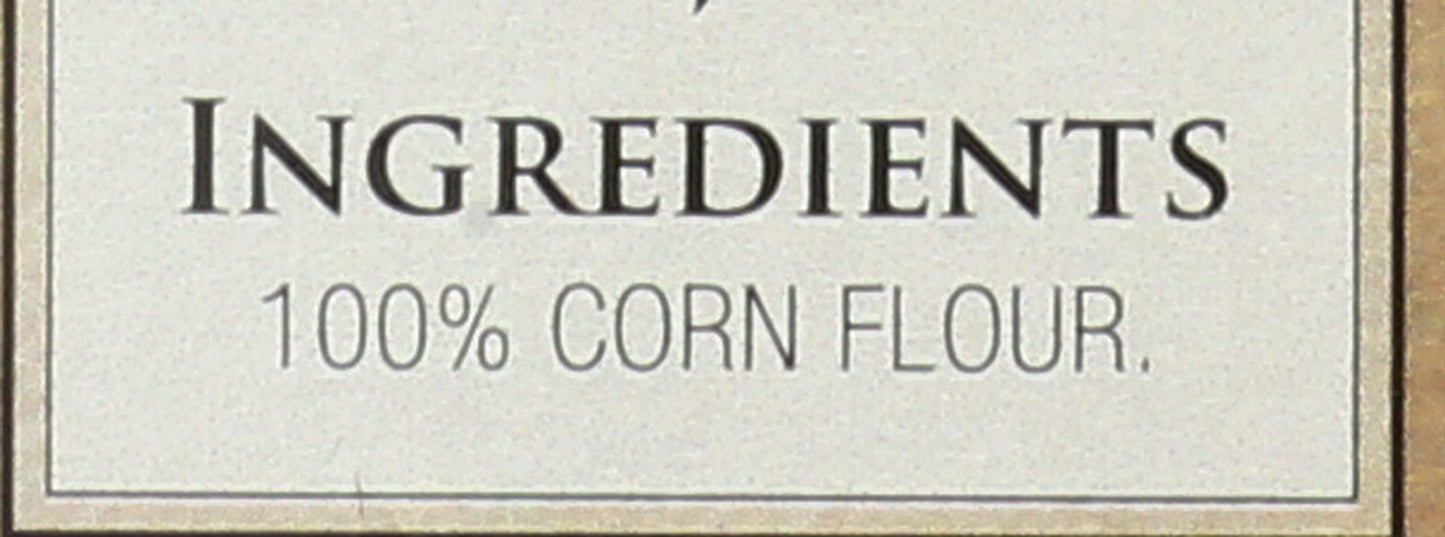 INGREDIENTS
100% CORN FLOUR.